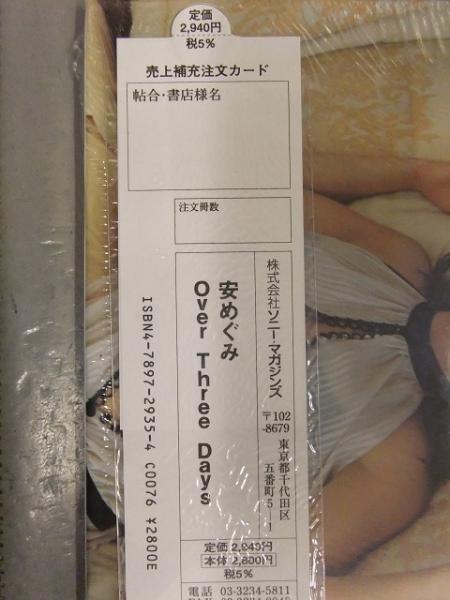 定価
2,940円
税5%
売上補充注文カード
帖合・書店様名
注文冊数
株式会社ソニー・マガジンズ
〒102
-8679
東京都千代田区
五番町5―1
安めぐみ
Over Three Days
ISBN4-7897-2935-4 C0076 ¥2800E
定価 2,940円
本体 2,800円
税5%
電話 03-3234-5811